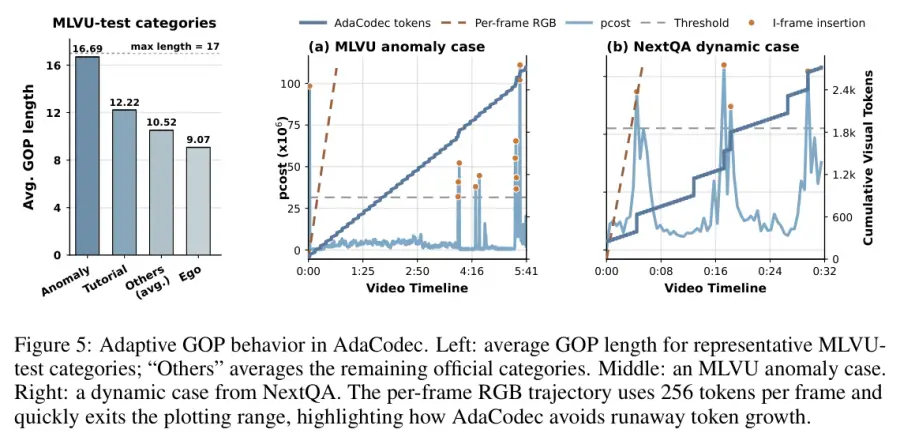 MLVU-test categories
AdaCodec tokens
Per-frame RGB
pcost
Threshold
I-frame insertion
Avg. GOP length
16
12
8
4
0
16.69
max length = 17
12.22
10.52
9.07
Anomaly
Tutorial
Others
(avg.)
Ego
(a) MLVU anomaly case
pcost (x10⁶)
100
75
50
25
0
0:00
1:25
2:50
4:16
5:41
Video Timeline
(b) NextQA dynamic case
2.4k
1.8k
1.2k
600
0
Cumulative Visual Tokens
0:00
0:08
0:16
0:24
0:32
Video Timeline
Figure 5: Adaptive GOP behavior in AdaCodec. Left: average GOP length for representative MLVU-
test categories; “Others” averages the remaining official categories. Middle: an MLVU anomaly case.
Right: a dynamic case from NextQA. The per-frame RGB trajectory uses 256 tokens per frame and
quickly exits the plotting range, highlighting how AdaCodec avoids runaway token growth.